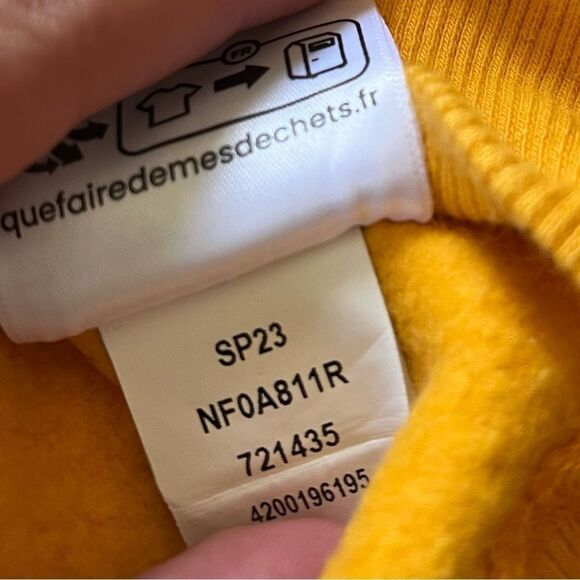 FR
quefairedemesdechets.fr
SP23
NF0A811R
721435
4200196195